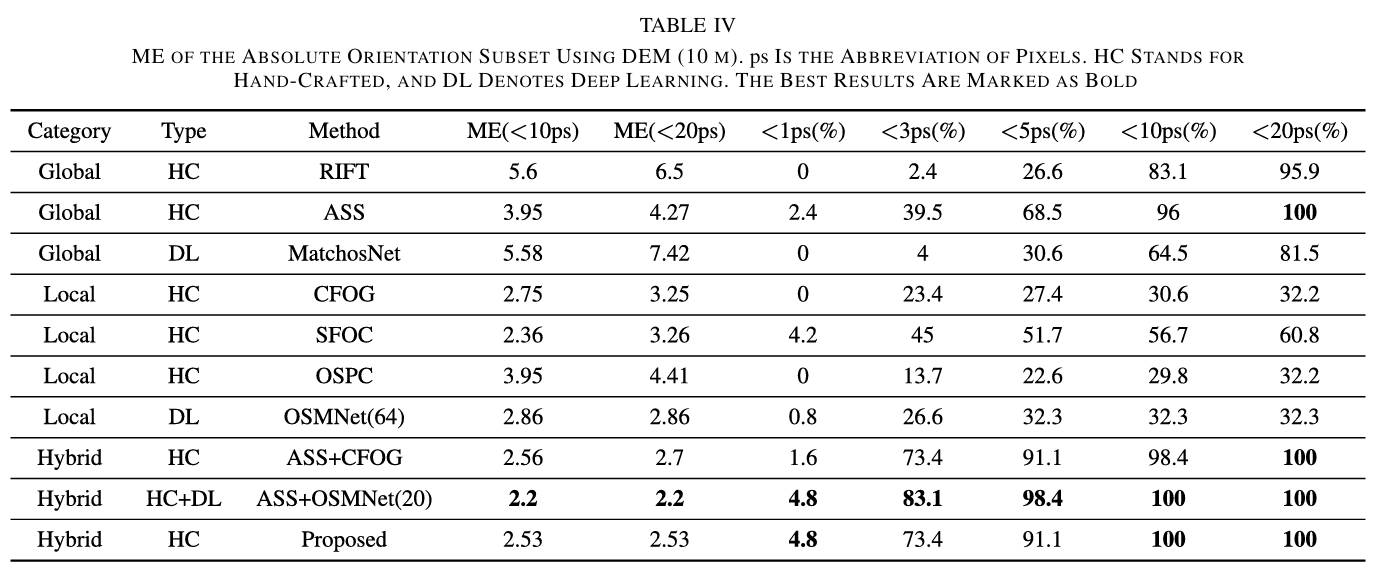 TABLE IV
ME OF THE ABSOLUTE ORIENTATION SUBSET USING DEM (10 M). ps IS THE ABBREVIATION OF PIXELS. HC STANDS FOR
HAND-CRAFTED, AND DL DENOTES DEEP LEARNING. THE BEST RESULTS ARE MARKED AS BOLD
Category Type Method ME(<10ps) ME(<20ps) <1ps(%) <3ps(%) <5ps(%) <10ps(%) <20ps(%)
Global HC RIFT 5.6 6.5 0 2.4 26.6 83.1 95.9
Global HC ASS 3.95 4.27 2.4 39.5 68.5 96 100
Global DL MatchosNet 5.58 7.42 0 4 30.6 64.5 81.5
Local HC CFOG 2.75 3.25 0 23.4 27.4 30.6 32.2
Local HC SFOC 2.36 3.26 4.2 45 51.7 56.7 60.8
Local HC OSPC 3.95 4.41 0 13.7 22.6 29.8 32.2
Local DL OSMNet(64) 2.86 2.86 0.8 26.6 32.3 32.3 32.3
Hybrid HC ASS+CFOG 2.56 2.7 1.6 73.4 91.1 98.4 100
Hybrid HC+DL ASS+OSMNet(20) 2.2 2.2 4.8 83.1 98.4 100 100
Hybrid HC Proposed 2.53 2.53 4.8 73.4 91.1 100 100